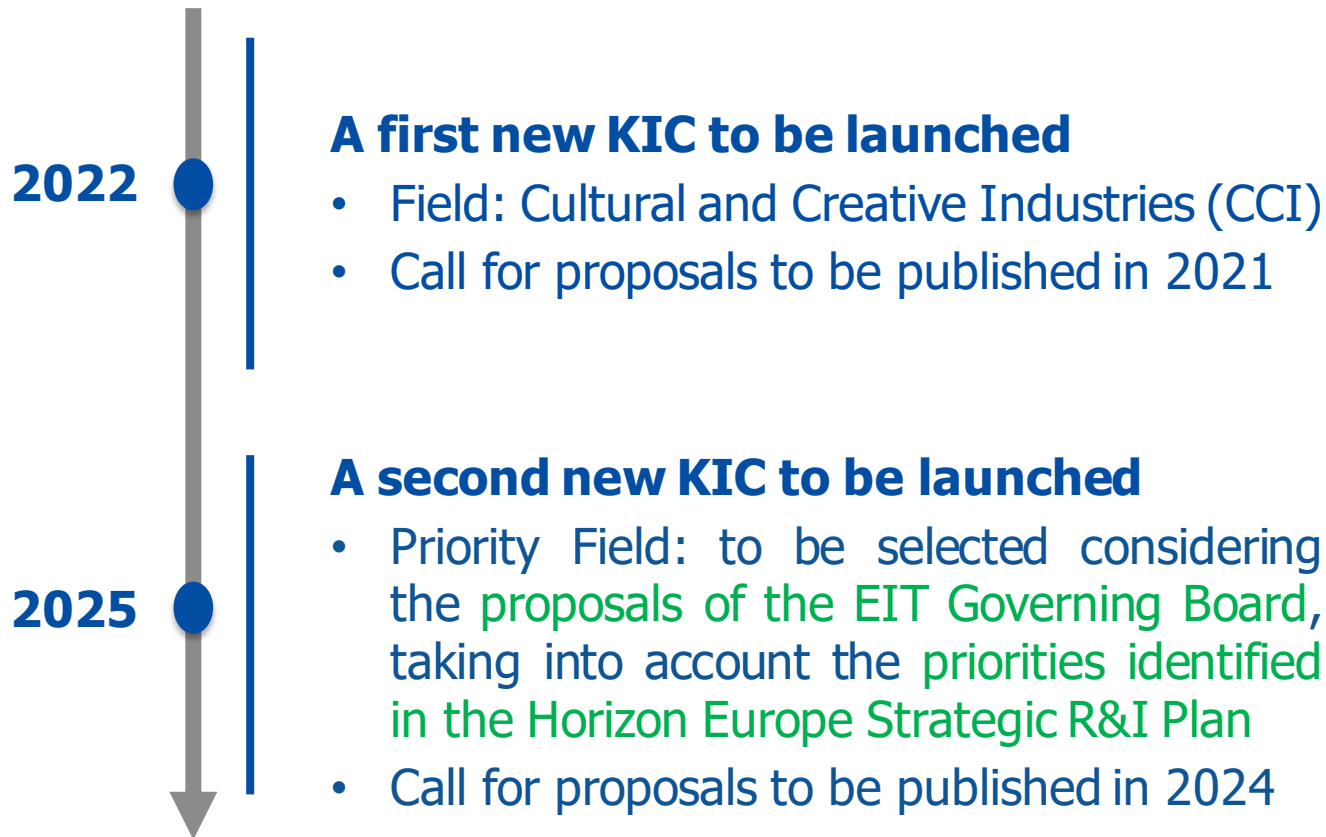 2022
A first new KIC to be launched
• Field: Cultural and Creative Industries (CCI)
• Call for proposals to be published in 2021
2025
A second new KIC to be launched
• Priority Field: to be selected considering
the proposals of the EIT Governing Board,
taking into account the priorities identified
in the Horizon Europe Strategic R&I Plan
• Call for proposals to be published in 2024